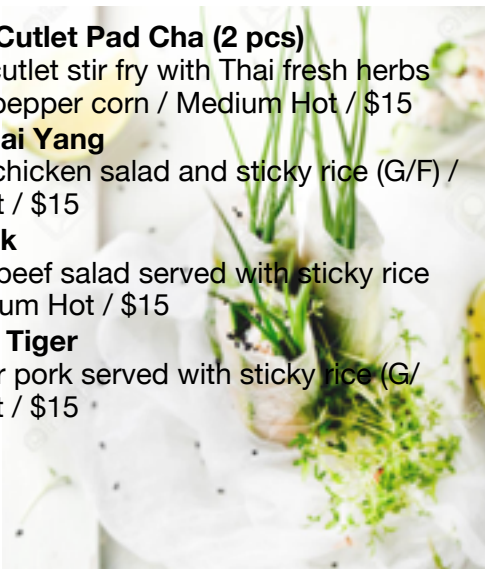 Cutlet Pad Cha (2 pcs)
cutlet stir fry with Thai fresh herbs
pepper corn / Medium Hot / $15
ai Yang
chicken salad and sticky rice (G/F) /
t / $15
k
beef salad served with sticky rice
um Hot / $15
Tiger
r pork served with sticky rice (G/
t / $15